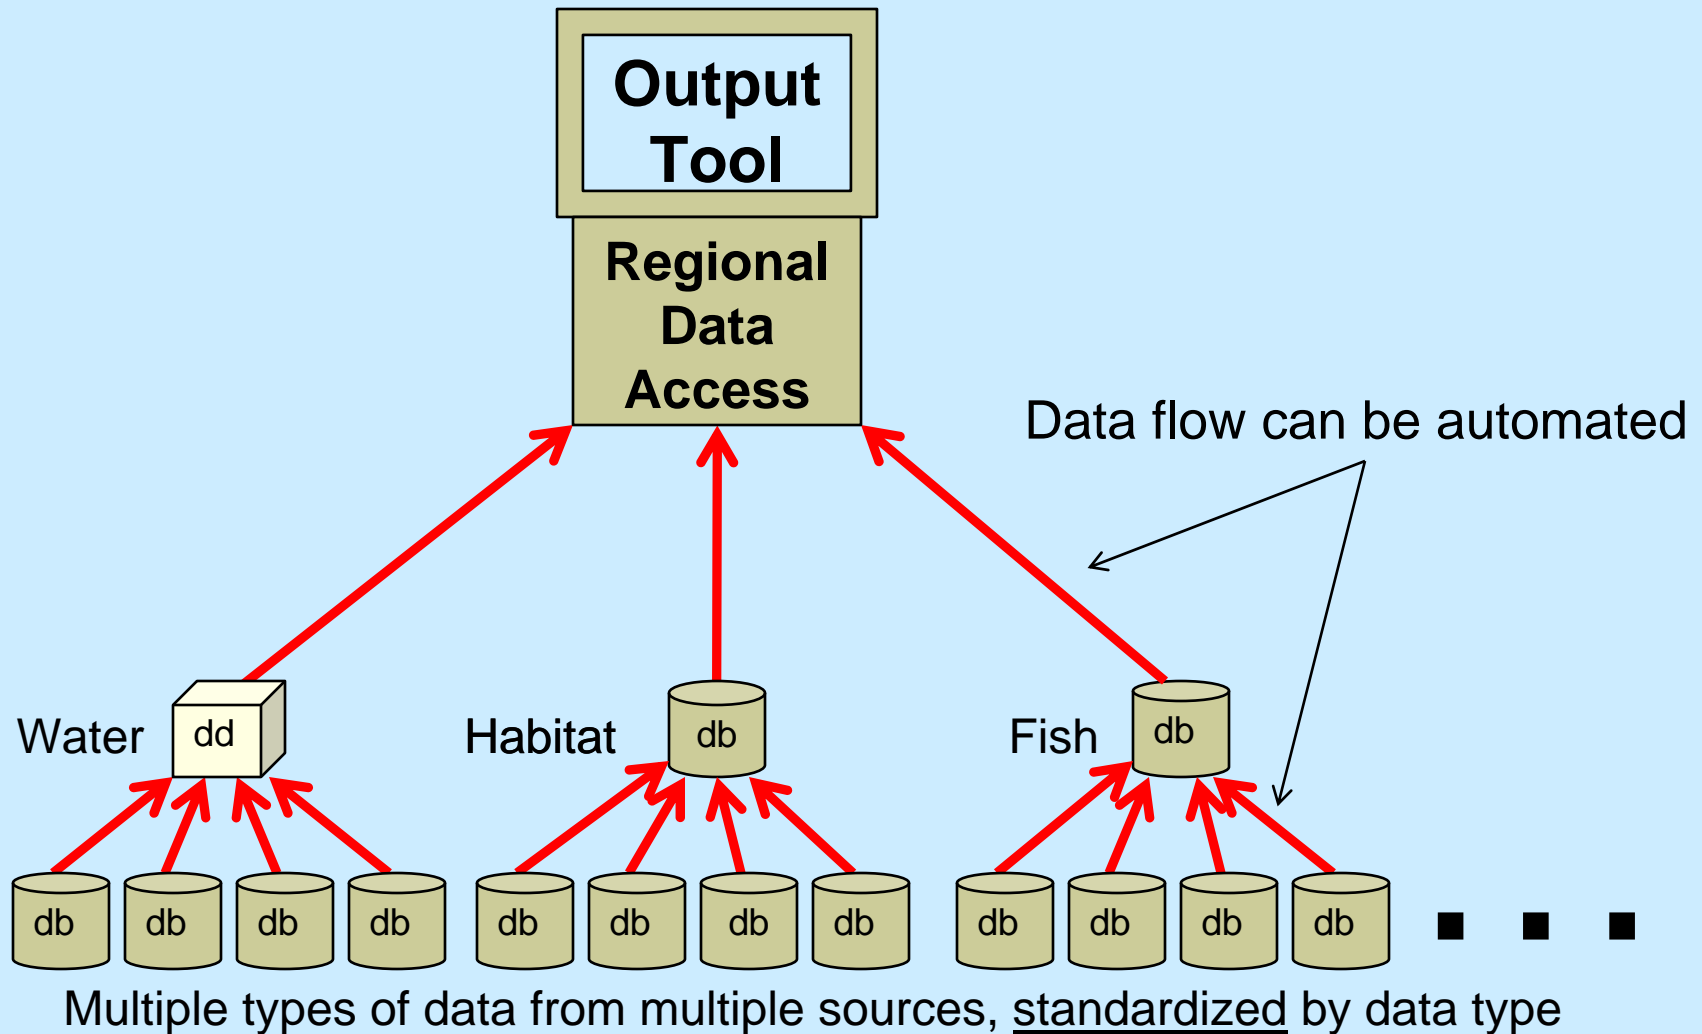 Output
Tool
Regional
Data
Access
Data flow can be automated
Water
dd
Habitat
db
Fish
db
db
db
db
db
db
db
db
db
db
db
db
db
Multiple types of data from multiple sources, standardized by data type